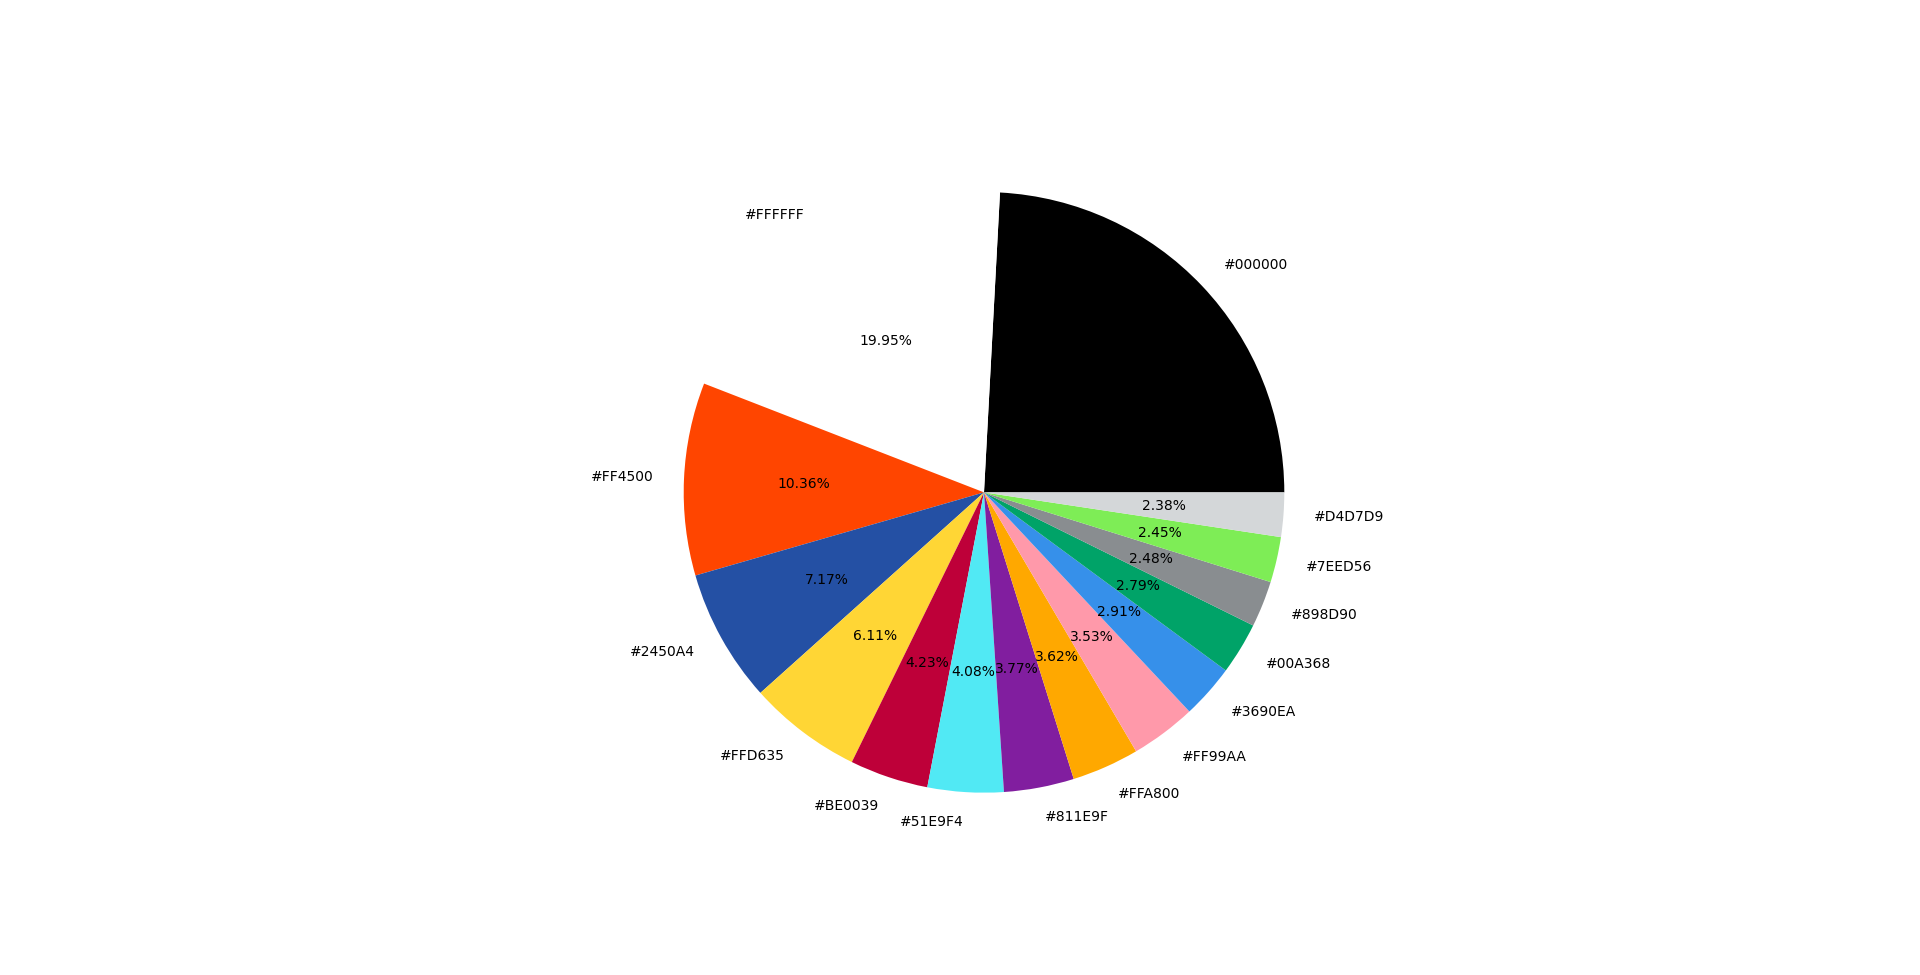 #FFFFFF
#000000
19.95%
#FF4500
10.36%
2.38%
#D4D7D9
2.45%
2.48%
#7EED56
7.17%
2.79%
2.91%
#898D90
6.11%
3.53%
#2450A4
4.23%
4.08%
3.77%
3.62%
#00A368
#3690EA
#FFD635
#FF99AA
#BE0039
#FFA800
#51E9F4
#811E9F